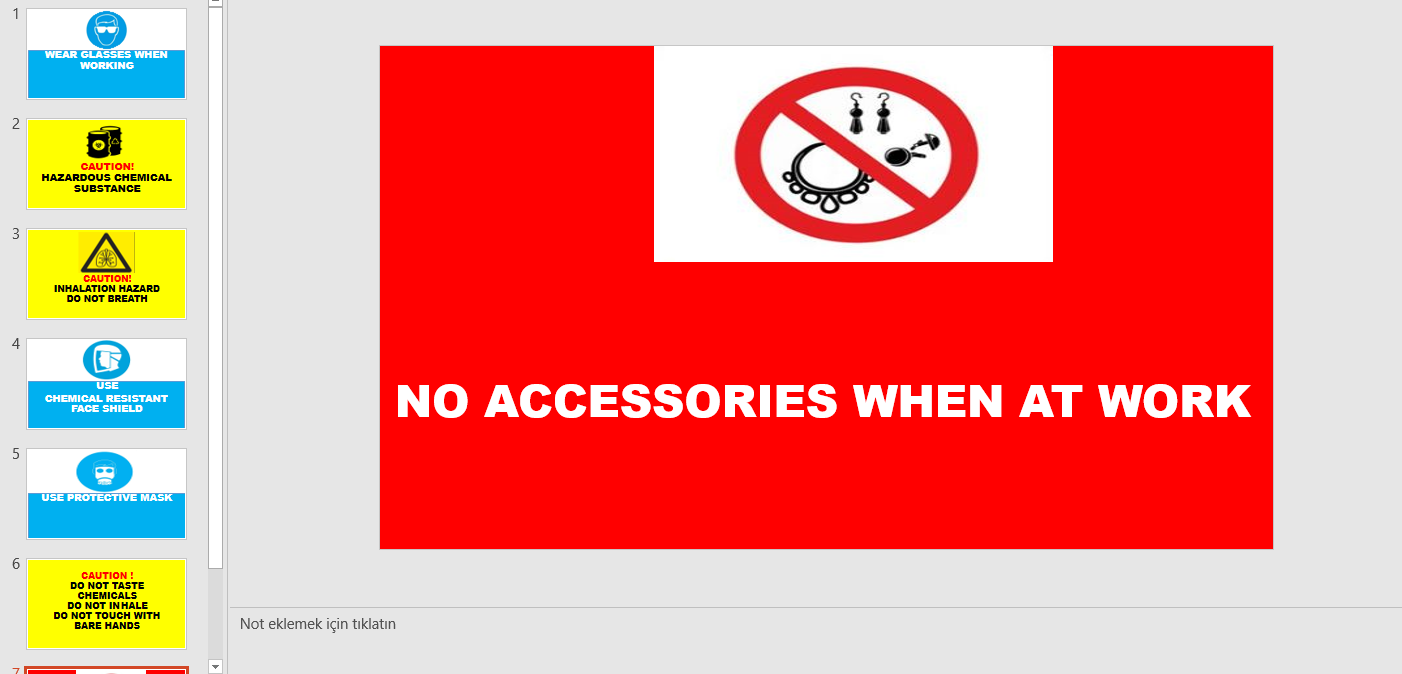 1
WEAR GLASSES WHEN
WORKING
2
CAUTION!
HAZARDOUS CHEMICAL
SUBSTANCE
3
CAUTION!
INHALATION HAZARD
DO NOT BREATH
4
USE
CHEMICAL RESISTANT
FACE SHIELD
5
USE PROTECTIVE MASK
6
CAUTION !
DO NOT TASTE
CHEMICALS
DO NOT INHALE
DO NOT TOUCH WITH
BARE HANDS
7
NO ACCESSORIES WHEN AT WORK
Not eklemek için tıklatın